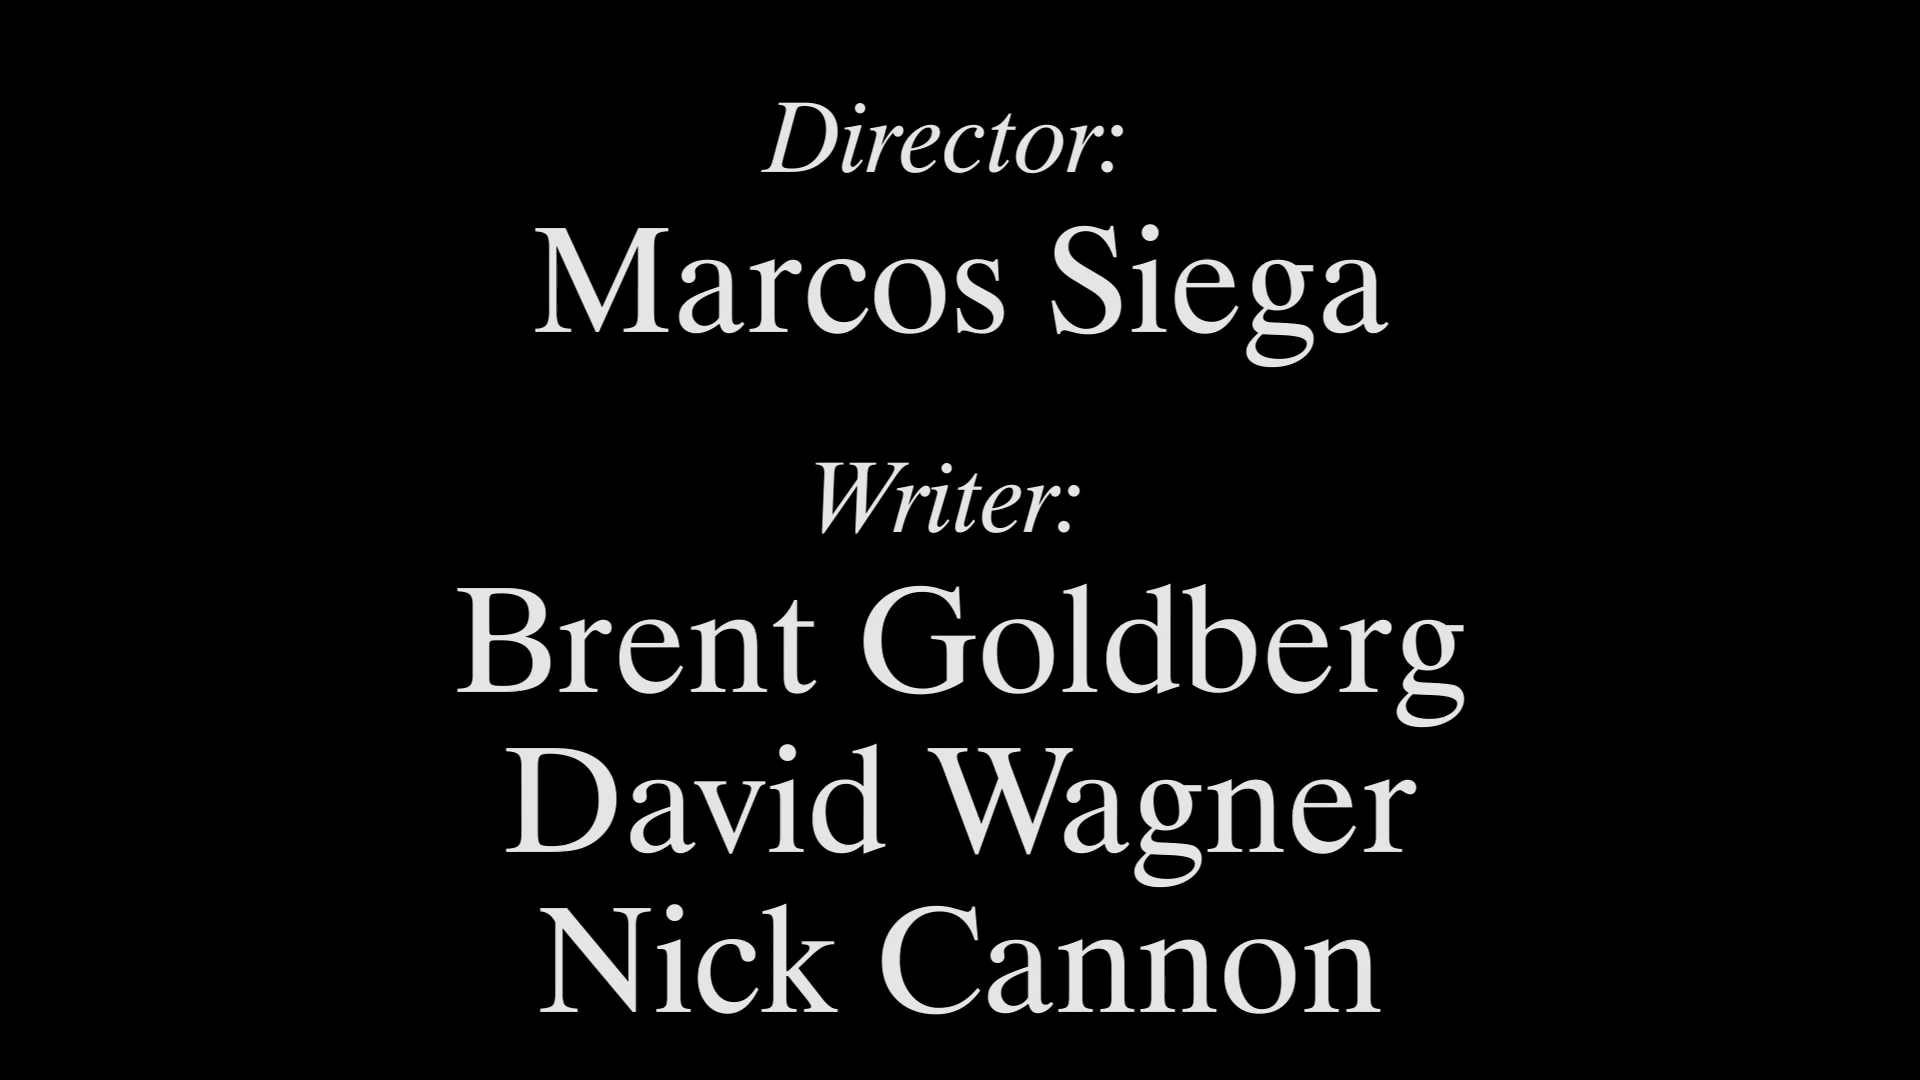 Director:
Marcos Siega
Writer:
Brent Goldberg
David Wagner
Nick Cannon